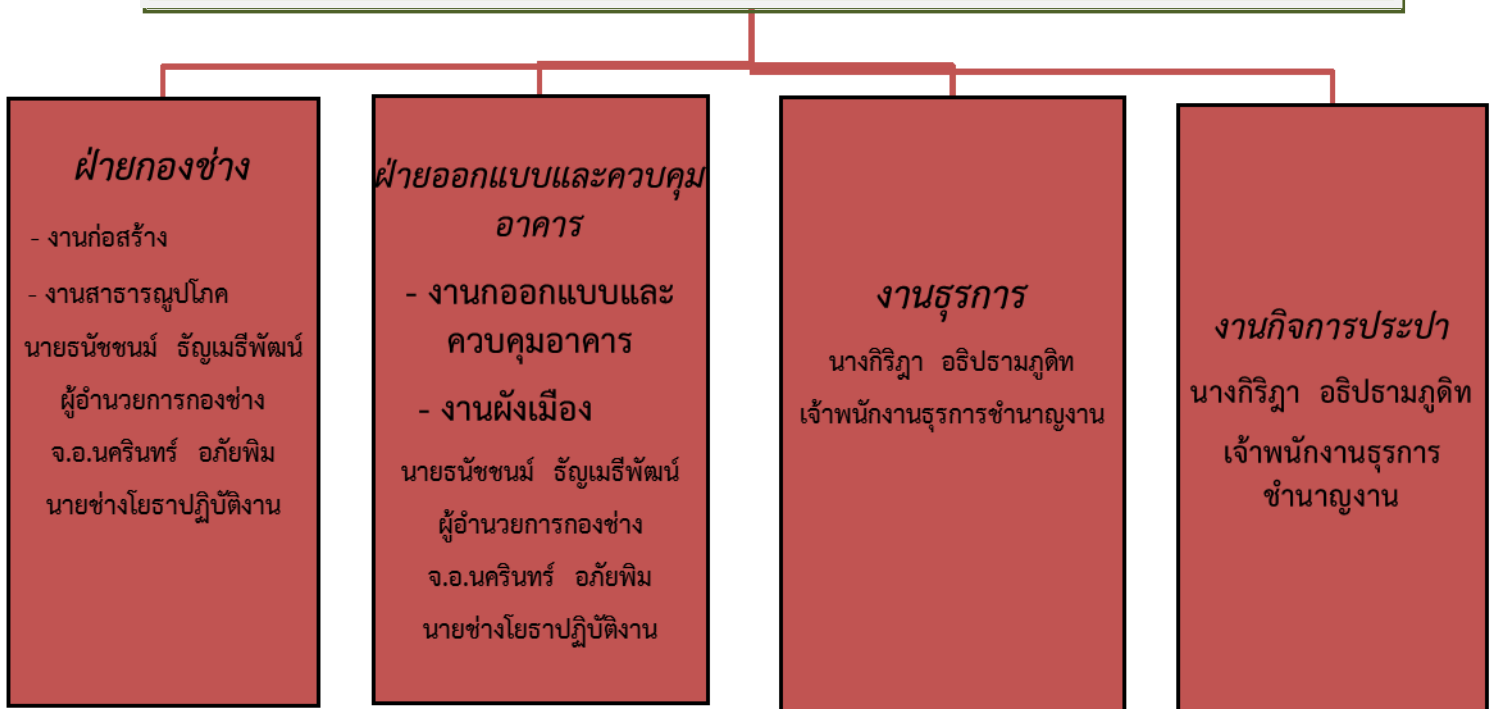 ฝ่ายกองช่าง
- งานก่อสร้าง
- งานสาธารณูปโภค
นายธนัชชนม์ ธัญเมธีพัฒน์
ผู้อำนวยการกองช่าง
จ.อ.นครินทร์ อภัยพิม
นายช่างโยธาปฏิบัติงาน
ฝ่ายออกแบบและควบคุม
อาคาร
- งานกออกแบบและ
ควบคุมอาคาร
- งานผังเมือง
นายธนัชชนม์ ธัญเมธีพัฒน์
ผู้อำนวยการกองช่าง
จ.อ.นครินทร์ อภัยพิม
นายช่างโยธาปฏิบัติงาน
งานธุรการ
นางกิริฎา อธิปธามภูดิท
เจ้าพนักงานธุรการชำนาญงาน
งานกิจการประปา
นางกิริฎา อธิปธามภูดิท
เจ้าพนักงานธุรการ
ชำนาญงาน